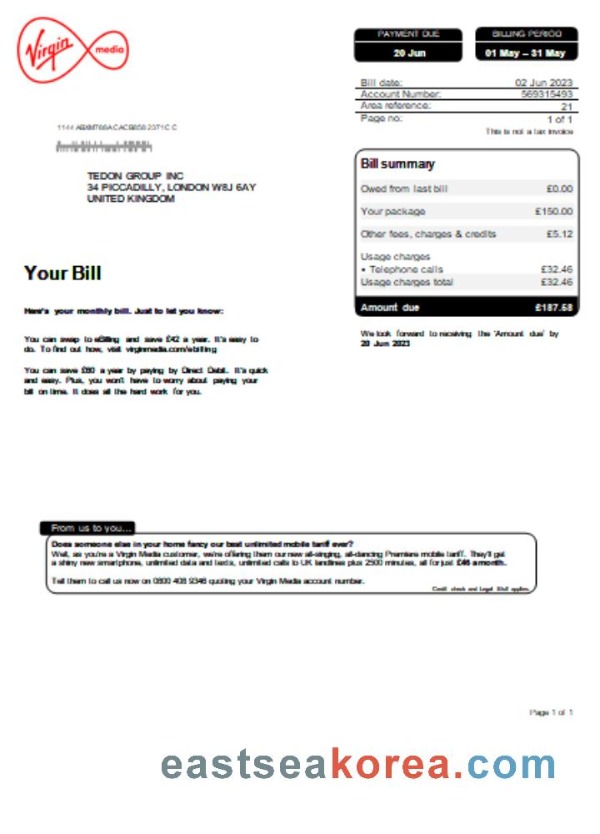 Virgin media
PAYMENT DUE
20 Jun
BILLING PERIOD
01 May – 31 May
Bill date: 02 Jun 2023
Account Number: 569315493
Area reference: 21
Page no: 1 of 1
This is not a tax invoice
TEDON GROUP INC
34 PICCADILLY, LONDON W8J 6AY
UNITED KINGDOM
Bill summary
Owed from last bill £0.00
Your package £150.00
Other fees, charges & credits £5.12
Usage charges
• Telephone calls £32.46
Usage charges total £32.46
Amount due £187.58
We look forward to receiving the 'Amount due' by
20 Jun 2023
Your Bill
Here's your monthly bill. Just to let you know:
You can swap to eBilling and save £42 a year. It's easy to
do. To find out how, visit virginmedia.com/ebilling
You can save £60 a year by paying by Direct Debit. It's quick
and easy. Plus, you won't have to worry about paying your
bill on time. It does all the hard work for you.
From us to you...
Does someone else in your home fancy our best unlimited mobile tariff ever?
Well, as you're a Virgin Media customer, we're offering them our new all-singing, all-dancing Premiere mobile tariff. They'll get
a shiny new smartphone, unlimited data and texts, unlimited calls to UK landlines plus 2500 minutes, all for just £46 a month.
Tell them to call us now on 0800 408 9346 quoting your Virgin Media account number.
Credit check and Legal Stuff applies.
Page 1 of 1
eastseakorea.com